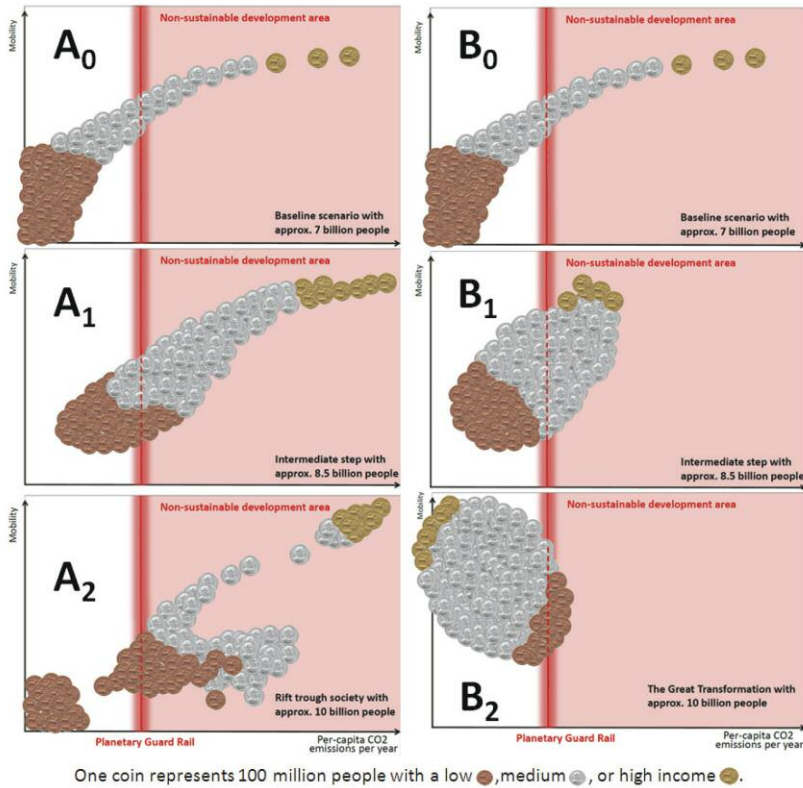 Non-sustainable development area
Mobility
A0
Baseline scenario with
approx. 7 billion people
Non-sustainable development area
Mobility
B0
Baseline scenario with
approx. 7 billion people
Non-sustainable development area
Mobility
A1
Intermediate step with
approx. 8.5 billion people
Non-sustainable development area
Mobility
B1
Intermediate step with
approx. 8.5 billion people
Non-sustainable development area
Mobility
A2
Rift trough society with
approx. 10 billion people
Planetary Guard Rail
Per-capita CO2
emissions per year
Non-sustainable development area
Mobility
B2
The Great Transformation with
approx. 10 billion people
Planetary Guard Rail
Per-capita CO2
emissions per year
One coin represents 100 million people with a low , medium , or high income .